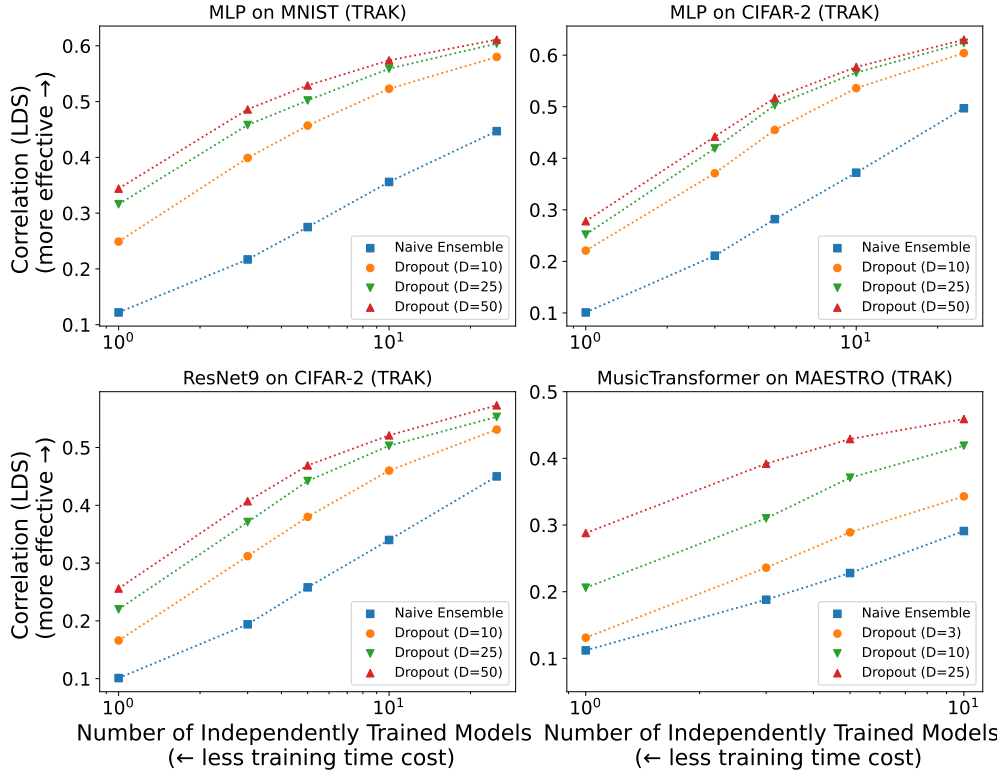 MLP on MNIST (TRAK)
Correlation (LDS)
(more effective →)
0.6
0.5
0.4
0.3
0.2
0.1
10⁰
10¹
Naive Ensemble
Dropout (D=10)
Dropout (D=25)
Dropout (D=50)
MLP on CIFAR-2 (TRAK)
0.6
0.5
0.4
0.3
0.2
0.1
10⁰
10¹
Naive Ensemble
Dropout (D=10)
Dropout (D=25)
Dropout (D=50)
ResNet9 on CIFAR-2 (TRAK)
Correlation (LDS)
(more effective →)
0.5
0.4
0.3
0.2
0.1
10⁰
10¹
Naive Ensemble
Dropout (D=10)
Dropout (D=25)
Dropout (D=50)
Number of Independently Trained Models
(← less training time cost)
MusicTransformer on MAESTRO (TRAK)
0.5
0.4
0.3
0.2
0.1
10⁰
10¹
Naive Ensemble
Dropout (D=3)
Dropout (D=10)
Dropout (D=25)
Number of Independently Trained Models
(← less training time cost)